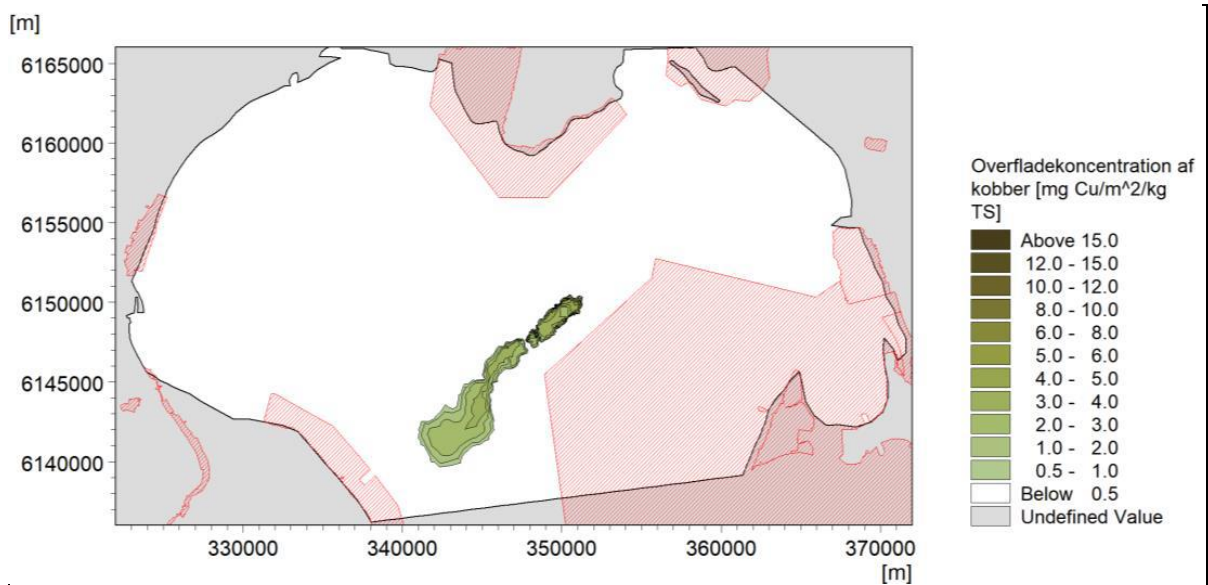 [m]
6165000
6160000
6155000
6150000
6145000
6140000
330000 340000 350000 360000 370000
[m]
Overfladekoncentration af
kobber [mg Cu/m^2/kg
TS]
Above 15.0
12.0 - 15.0
10.0 - 12.0
8.0 - 10.0
6.0 - 8.0
5.0 - 6.0
4.0 - 5.0
3.0 - 4.0
2.0 - 3.0
1.0 - 2.0
0.5 - 1.0
Below 0.5
Undefined Value